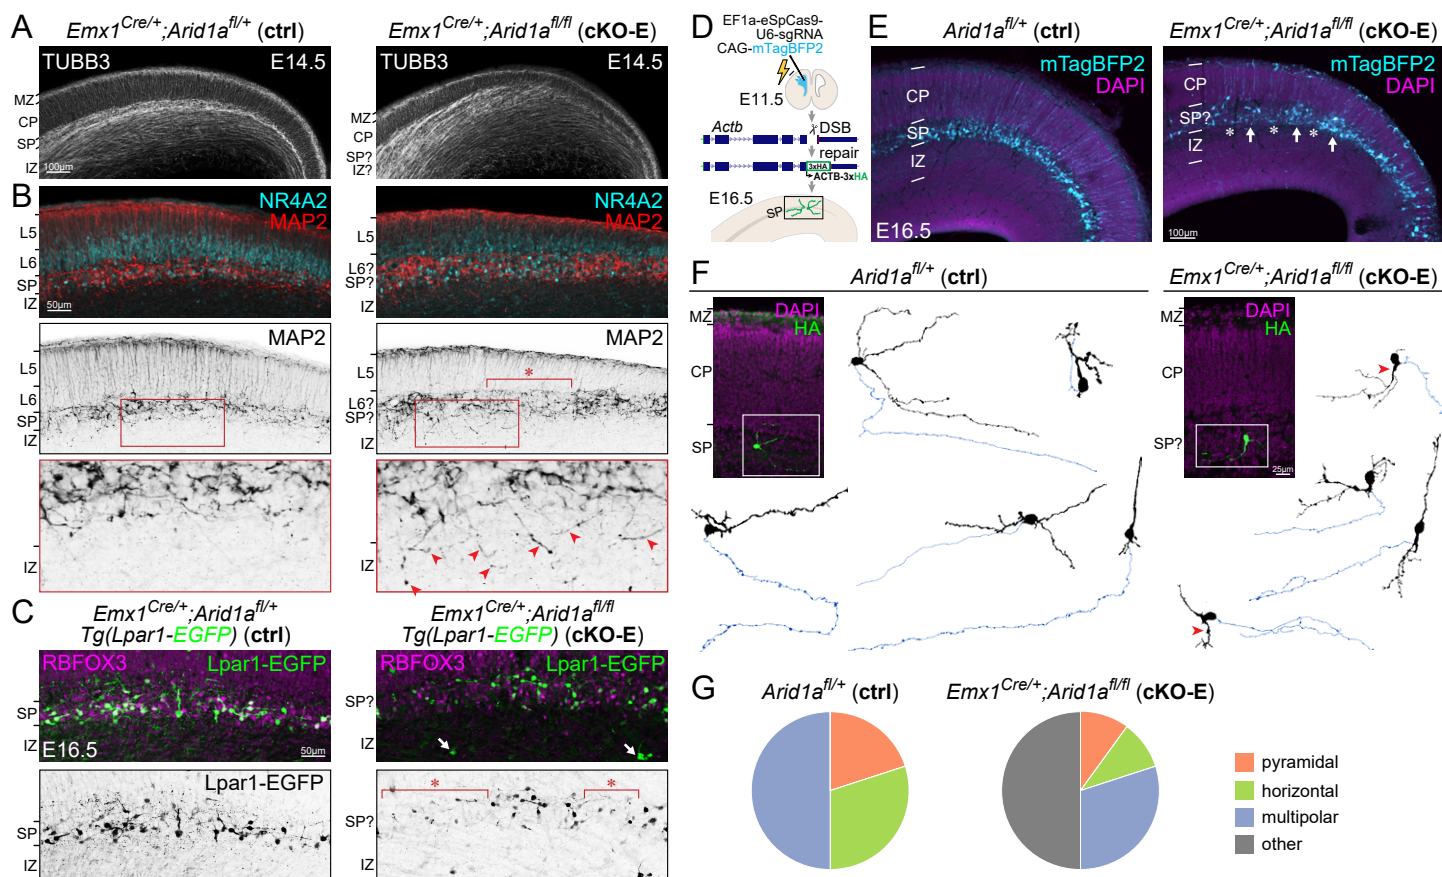 A
Emx1Cre/+;Arid1afl/+ (ctrl)
Emx1Cre/+;Arid1afl/fl (cKO-E)
TUBB3
E14.5
MZ
CP
SP
IZ
100µm
TUBB3
E14.5
MZ
CP
SP?
IZ?
B
NR4A2
MAP2
L5
L6
SP
IZ
50µm
NR4A2
MAP2
L5
L6?
SP?
IZ
MAP2
L5
L6
SP
IZ
MAP2
*
L5
L6?
SP?
IZ
IZ
IZ
C
Emx1Cre/+;Arid1afl/+
Tg(Lpar1-EGFP) (ctrl)
Emx1Cre/+;Arid1afl/fl
Tg(Lpar1-EGFP) (cKO-E)
RBFOX3
Lpar1-EGFP
SP
IZ
E16.5
50µm
RBFOX3
Lpar1-EGFP
SP?
IZ
Lpar1-EGFP
SP
IZ
* *
SP?
IZ
D
EF1a-eSpCas9-
U6-sgRNA
CAG-mTagBFP2
E11.5
Actb
DSB
repair
3xHA
ACTB-3xHA
E16.5
SP
E
Arid1afl/+ (ctrl)
Emx1Cre/+;Arid1afl/fl (cKO-E)
mTagBFP2
DAPI
CP
SP
IZ
E16.5
mTagBFP2
DAPI
CP
SP?
* * *
IZ
100µm
F
Arid1afl/+ (ctrl)
Emx1Cre/+;Arid1afl/fl (cKO-E)
MZ
DAPI
HA
CP
SP
MZ
DAPI
HA
CP
SP?
25µm
G
Arid1afl/+ (ctrl)
Emx1Cre/+;Arid1afl/fl (cKO-E)
pyramidal
horizontal
multipolar
other